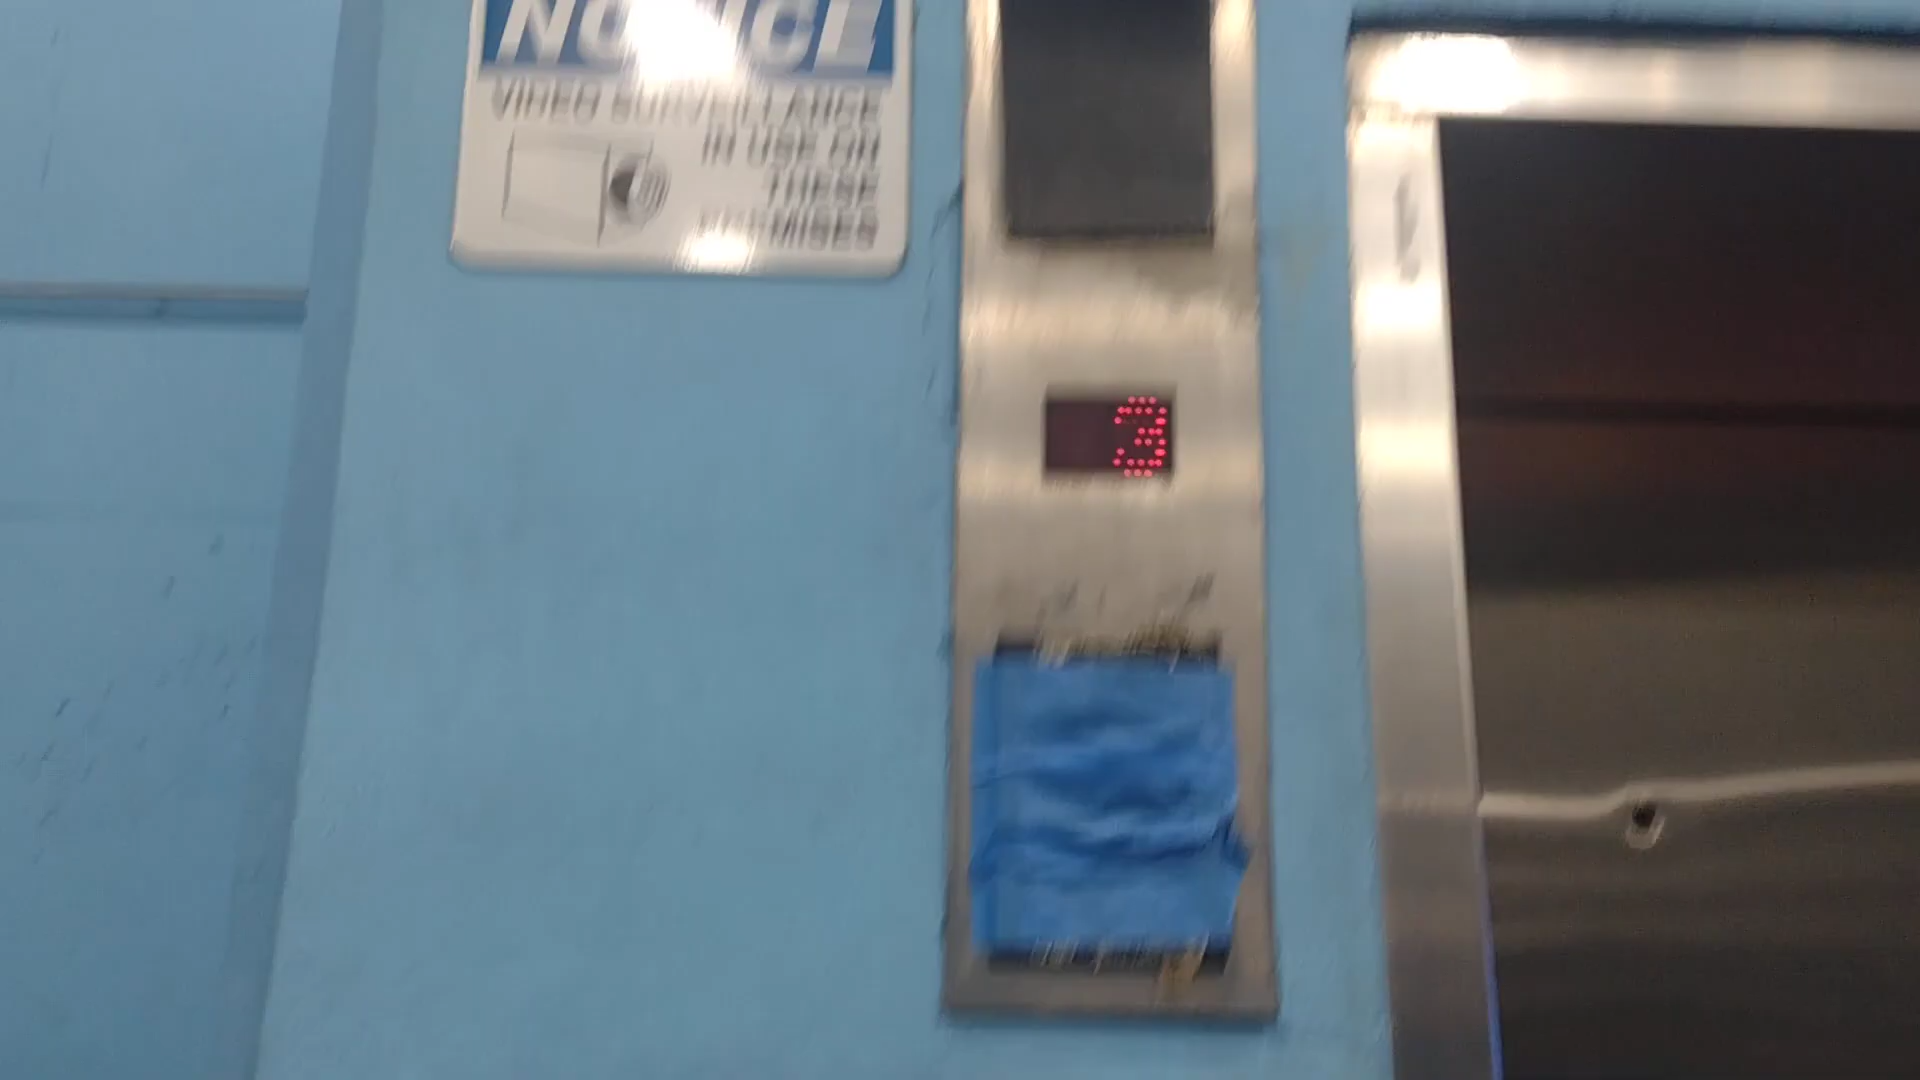 NOTICE
VIDEO SURVEILLANCE
IN USE ON
THESE
PREMISES
3